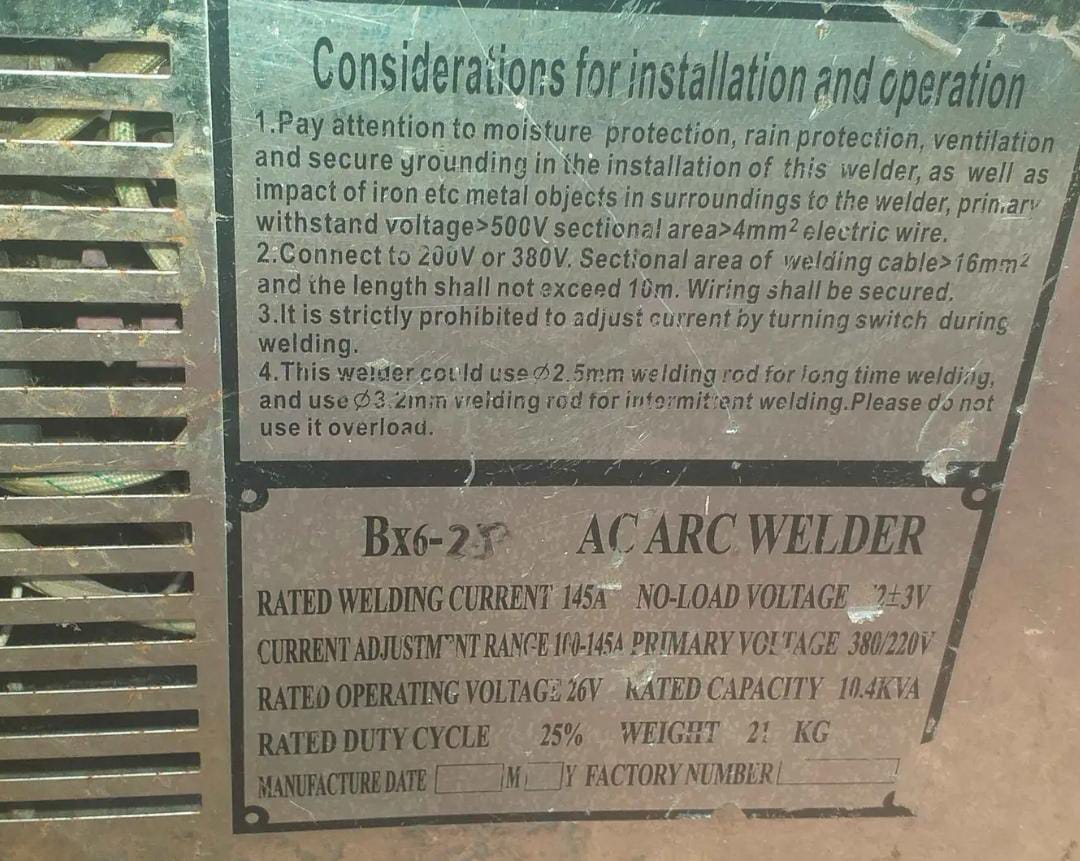 Considerations for installation and operation
1.Pay attention to moisture protection, rain protection, ventilation
and secure grounding in the installation of this welder, as well as
impact of iron etc metal objects in surroundings to the welder, primary
withstand voltage>500V sectional area>4mm² electric wire.
2.Connect to 200V or 380V. Sectional area of welding cable>16mm²
and the length shall not exceed 10m. Wiring shall be secured.
3.It is strictly prohibited to adjust current by turning switch during
welding.
4.This welder could use Ø2.5mm welding rod for long time welding,
and use Ø3.2mm welding rod for intermittent welding.Please do not
use it overload.
AC ARC WELDER
RATED WELDING CURRENT 145A NO-LOAD VOLTAGE
CURRENT ADJUSTMENT RANGE 100-145A PRIMARY VOLTAGE 380/220V
RATED OPERATING VOLTAGE 26V RATED CAPACITY 10.4KVA
RATED DUTY CYCLE 25% WEIGHT 21 KG
MANUFACTURE DATE M Y FACTORY NUMBER